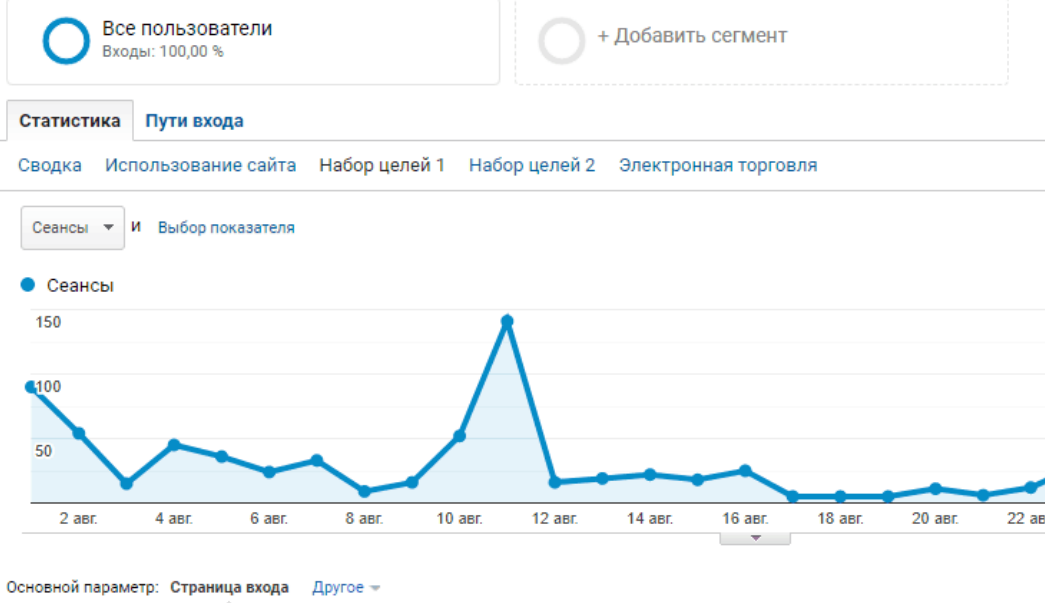 Все пользователи
Входы: 100,00 %
+ Добавить сегмент
Статистика Пути входа
Сводка Использование сайта Набор целей 1 Набор целей 2 Электронная торговля
Сеансы и Выбор показателя
Сеансы
150
100
50
2 авг. 4 авг. 6 авг. 8 авг. 10 авг. 12 авг. 14 авг. 16 авг. 18 авг. 20 авг. 22 ав
Основной параметр: Страница входа Другое